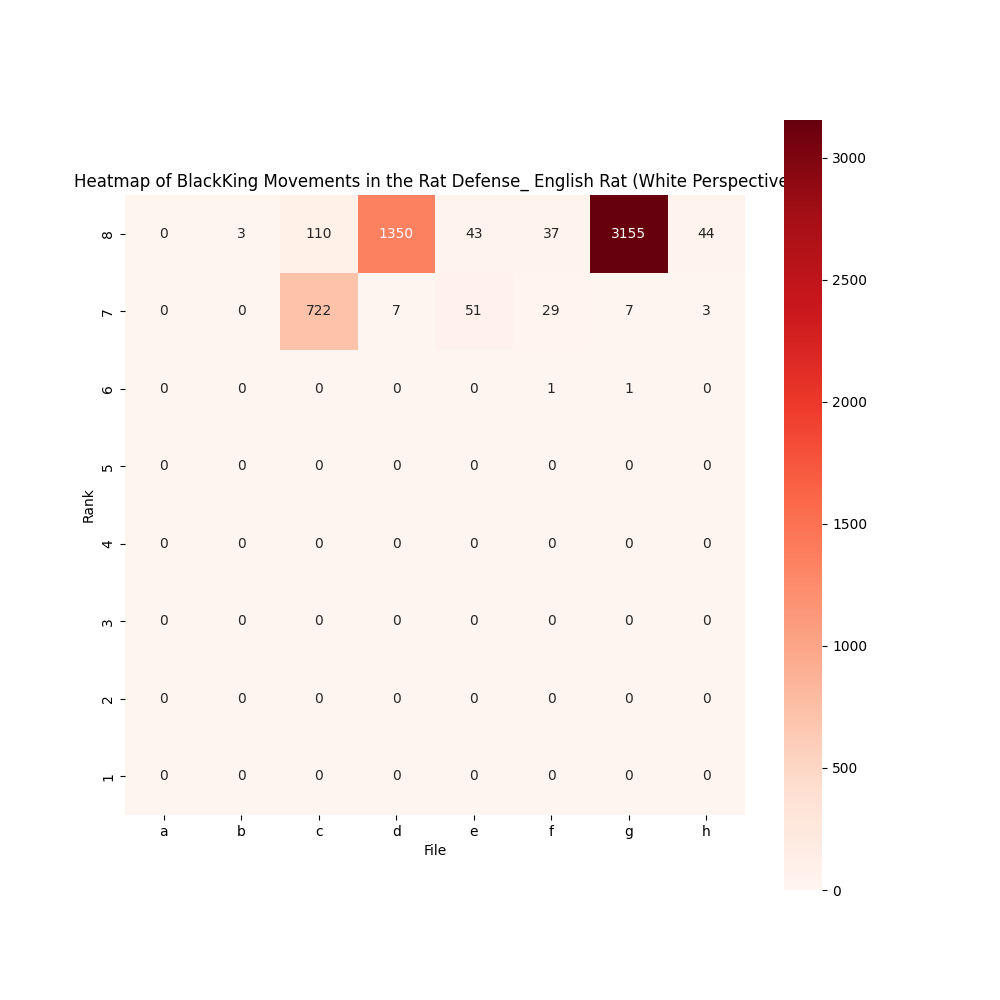 Heatmap of BlackKing Movements in the Rat Defense_ English Rat (White Perspective
8 0 3 110 1350 43 37 3155 44
7 0 0 722 7 51 29 7 3
6 0 0 0 0 0 1 1 0
5 0 0 0 0 0 0 0 0
4 0 0 0 0 0 0 0 0
3 0 0 0 0 0 0 0 0
2 0 0 0 0 0 0 0 0
1 0 0 0 0 0 0 0 0
a b c d e f g h
File
Rank
3000
2500
2000
1500
1000
500
0